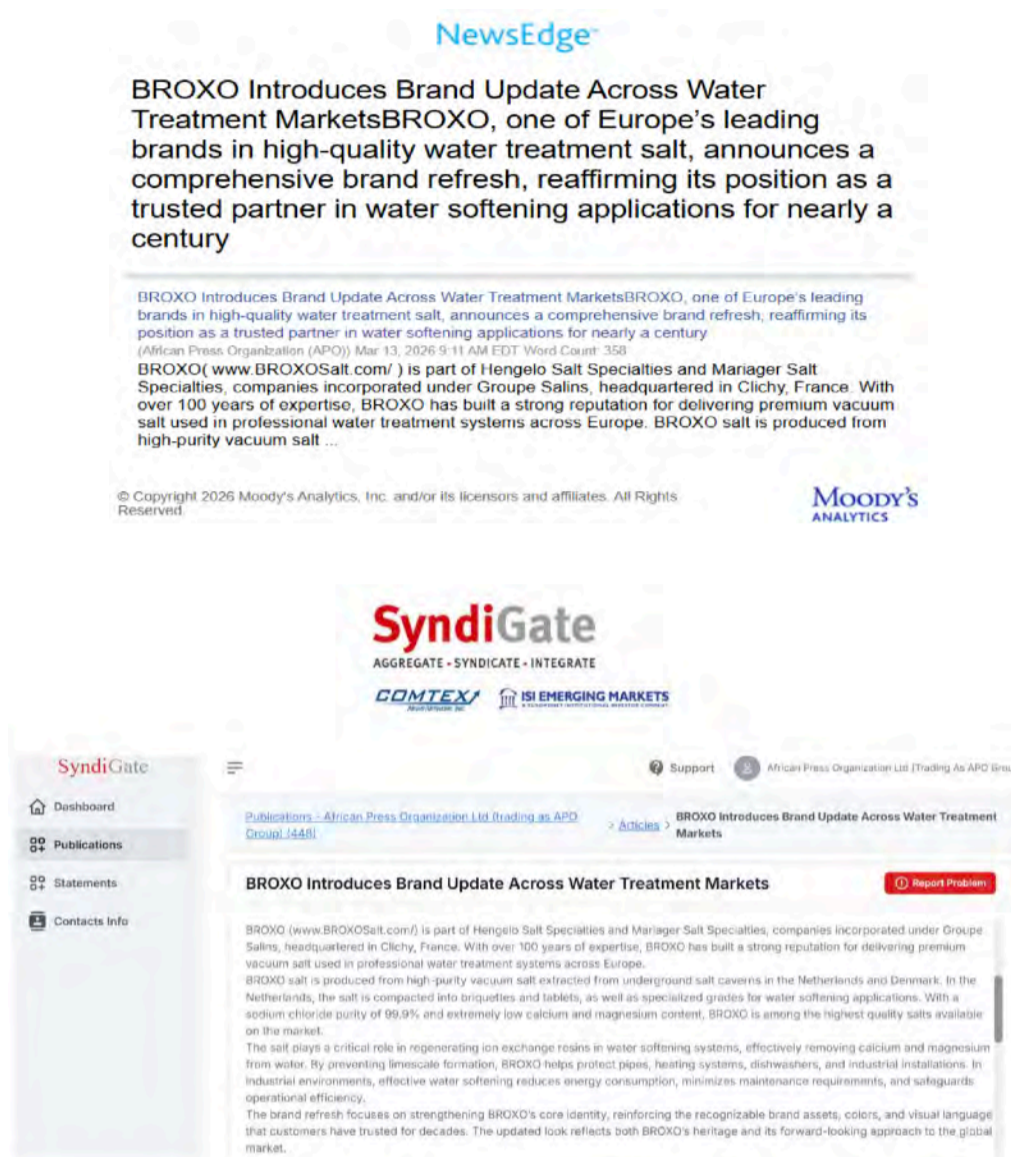 NewsEdge™
BROXO Introduces Brand Update Across Water
Treatment MarketsBROXO, one of Europe's leading
brands in high-quality water treatment salt, announces a
comprehensive brand refresh, reaffirming its position as a
trusted partner in water softening applications for nearly a
century
BROXO Introduces Brand Update Across Water Treatment MarketsBROXO, one of Europe's leading
brands in high-quality water treatment salt, announces a comprehensive brand refresh, reaffirming its
position as a trusted partner in water softening applications for nearly a century
(African Press Organization (APO)) Mar 13, 2026 9:11 AM EDT Word Count: 358
BROXO( www.BROXOSalt.com/ ) is part of Hengelo Salt Specialties and Mariager Salt
Specialties, companies incorporated under Groupe Salins, headquartered in Clichy, France. With
over 100 years of expertise, BROXO has built a strong reputation for delivering premium vacuum
salt used in professional water treatment systems across Europe. BROXO salt is produced from
high-purity vacuum salt ...
© Copyright 2026 Moody's Analytics, Inc. and/or its licensors and affiliates. All Rights
Reserved.
MOODY'S
ANALYTICS
SyndiGate
AGGREGATE • SYNDICATE • INTEGRATE
COMTEX
ISI EMERGING MARKETS
SyndiGate
Support
African Press Organization Ltd (Trading As APO Grou
Dashboard
Publications
Statements
Contacts Info
Publications - African Press Organization Ltd (trading as APO
Group) (448)
> Articles >
BROXO Introduces Brand Update Across Water Treatment
Markets
BROXO Introduces Brand Update Across Water Treatment Markets
Report Problem
BROXO (www.BROXOSalt.com/) is part of Hengelo Salt Specialties and Mariager Salt Specialties, companies incorporated under Groupe
Salins, headquartered in Clichy, France. With over 100 years of expertise, BROXO has built a strong reputation for delivering premium
vacuum salt used in professional water treatment systems across Europe.
BROXO salt is produced from high-purity vacuum salt extracted from underground salt caverns in the Netherlands and Denmark. In the
Netherlands, the salt is compacted into briquettes and tablets, as well as specialized grades for water softening applications. With a
sodium chloride purity of 99,9% and extremely low calcium and magnesium content, BROXO is among the highest quality salts available
on the market.
The salt plays a critical role in regenerating ion exchange resins in water softening systems, effectively removing calcium and magnesium
from water. By preventing limescale formation, BROXO helps protect pipes, heating systems, dishwashers, and industrial installations. In
industrial environments, effective water softening reduces energy consumption, minimizes maintenance requirements, and safeguards
operational efficiency.
The brand refresh focuses on strengthening BROXO's core identity, reinforcing the recognizable brand assets, colors, and visual language
that customers have trusted for decades. The updated look reflects both BROXO's heritage and its forward-looking approach to the global
market.